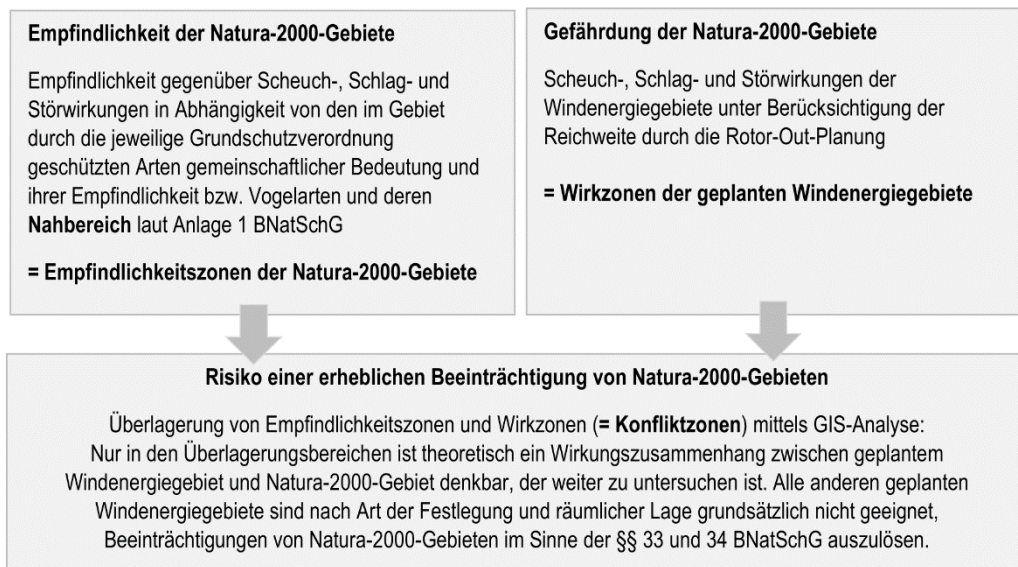 Empfindlichkeit der Natura-2000-Gebiete
Empfindlichkeit gegenüber Scheuch-, Schlag- und
Störwirkungen in Abhängigkeit von den im Gebiet
durch die jeweilige Grundschutzverordnung
geschützten Arten gemeinschaftlicher Bedeutung und
ihrer Empfindlichkeit bzw. Vogelarten und deren
Nahbereich laut Anlage 1 BNatSchG
= Empfindlichkeitszonen der Natura-2000-Gebiete
Gefährdung der Natura-2000-Gebiete
Scheuch-, Schlag- und Störwirkungen der
Windenergiegebiete unter Berücksichtigung der
Reichweite durch die Rotor-Out-Planung
= Wirkzonen der geplanten Windenergiegebiete
Risiko einer erheblichen Beeinträchtigung von Natura-2000-Gebieten
Überlagerung von Empfindlichkeitszonen und Wirkzonen (= Konfliktzonen) mittels GIS-Analyse:
Nur in den Überlagerungsbereichen ist theoretisch ein Wirkungszusammenhang zwischen geplantem
Windenergiegebiet und Natura-2000-Gebiet denkbar, der weiter zu untersuchen ist. Alle anderen geplanten
Windenergiegebiete sind nach Art der Festlegung und räumlicher Lage grundsätzlich nicht geeignet,
Beeinträchtigungen von Natura-2000-Gebieten im Sinne der §§ 33 und 34 BNatSchG auszulösen.